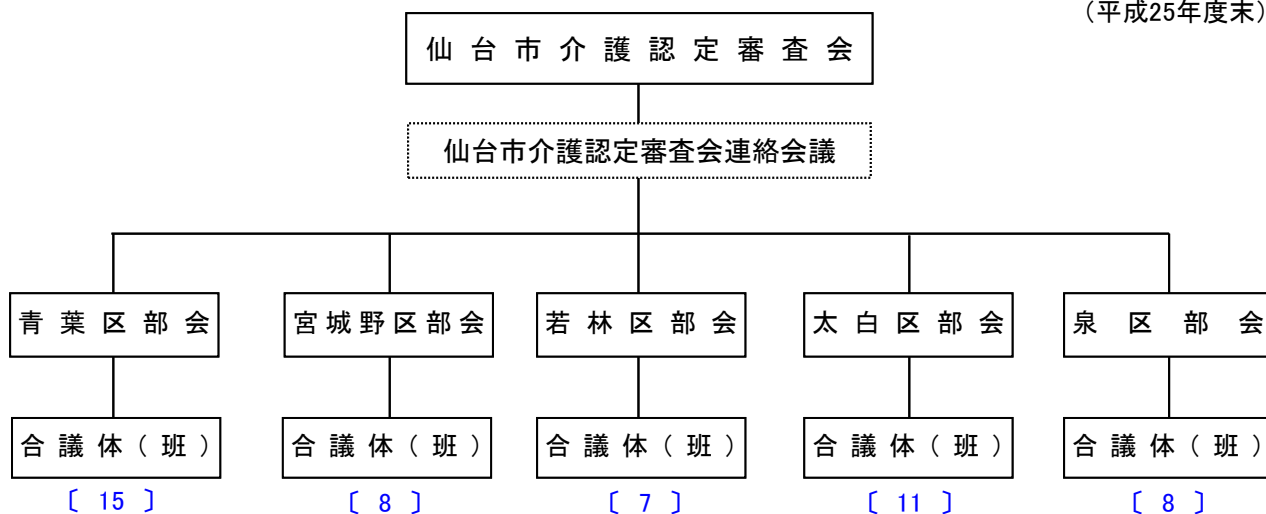 (平成25年度末)
仙台市介護認定審査会
仙台市介護認定審査会連絡会議
青葉区部会 宮城野区部会 若林区部会 太白区部会 泉区部会
合議体(班) 合議体(班) 合議体(班) 合議体(班) 合議体(班)
〔 15 〕 〔 8 〕 〔 7 〕 〔 11 〕 〔 8 〕